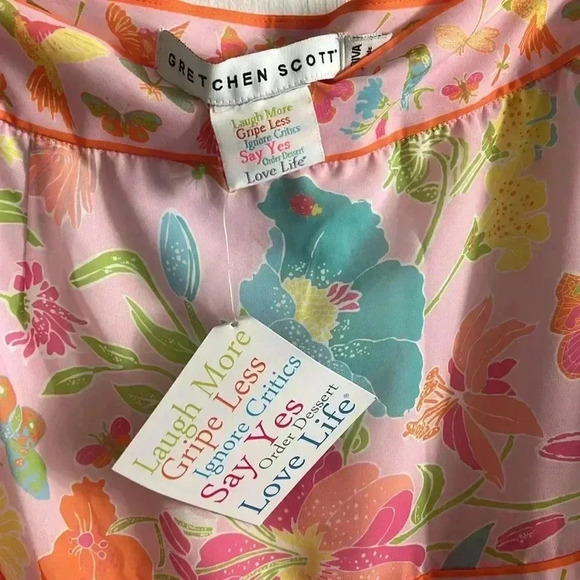 GRETCHEN SCOTT®
Laugh More
Gripe Less
Ignore Critics
Say Yes
Order Dessert
Love Life®
Laugh More
Gripe Less
Ignore Critics
Say Yes
Order Dessert
Love Life®